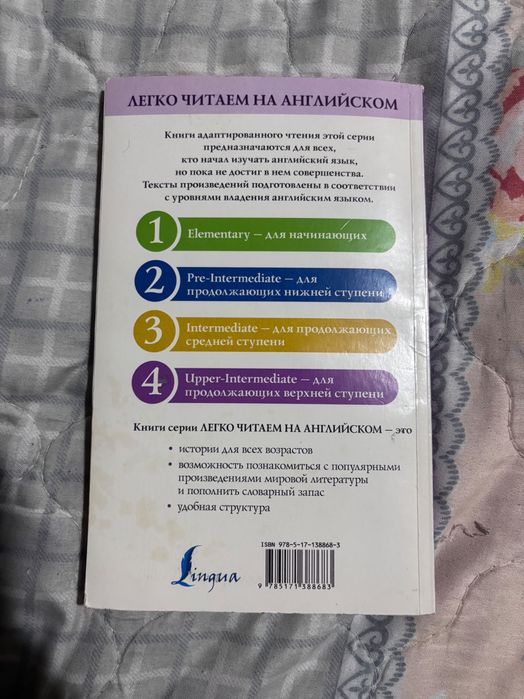 ЛЕГКО ЧИТАЕМ НА АНГЛИЙСКОМ
Книги адаптированного чтения этой серии
предназначаются для всех,
кто начал изучать английский язык,
но пока не достиг в нем совершенства.
Тексты произведений подготовлены в соответствии
с уровнями владения английским языком.
1 Elementary – для начинающих
2 Pre-Intermediate – для
продолжающих нижней ступени
3 Intermediate – для продолжающих
средней ступени
4 Upper-Intermediate – для
продолжающих верхней ступени
Книги серии ЛЕГКО ЧИТАЕМ НА АНГЛИЙСКОМ – это
• истории для всех возрастов
• возможность познакомиться с популярными
произведениями мировой литературы
и пополнить словарный запас
• удобная структура
ISBN 978-5-17-138868-3
Lingua
9 785171 388683